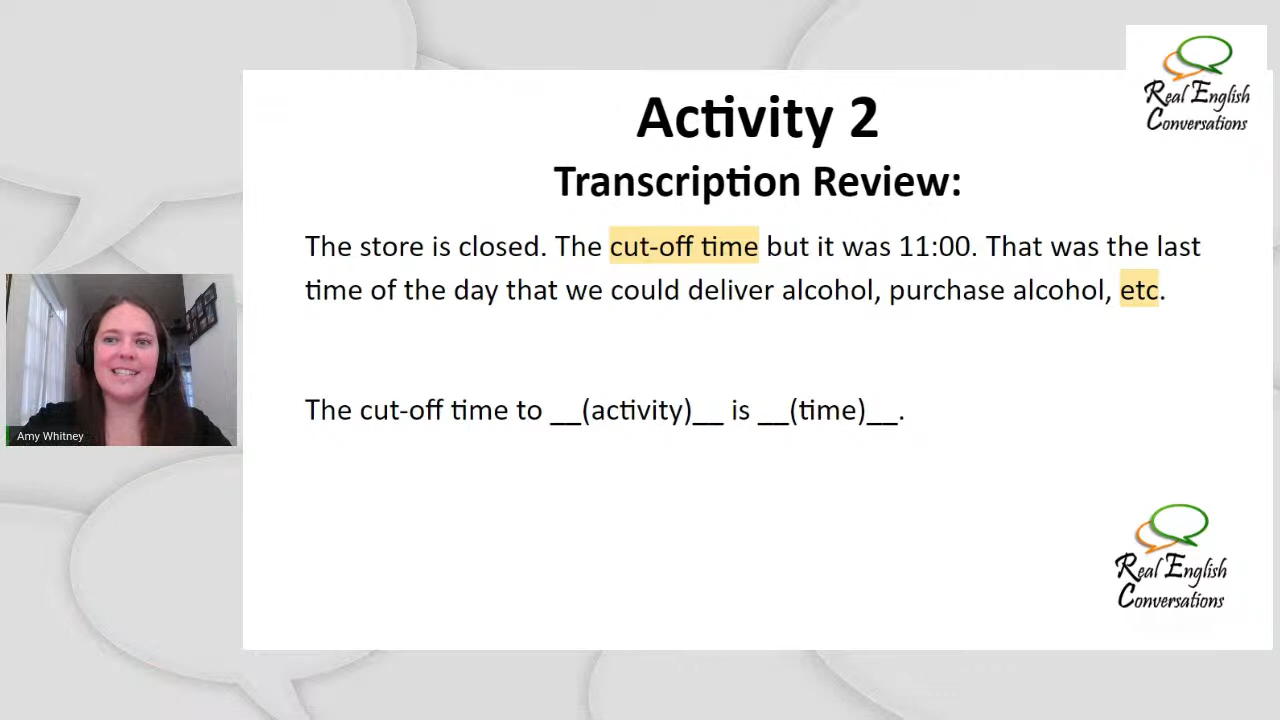 Real English
Conversations
Activity 2
Transcription Review:
The store is closed. The cut-off time but it was 11:00. That was the last
time of the day that we could deliver alcohol, purchase alcohol, etc.
Amy Whitney
The cut-off time to __(activity)__ is __(time)__.
Real English
Conversations